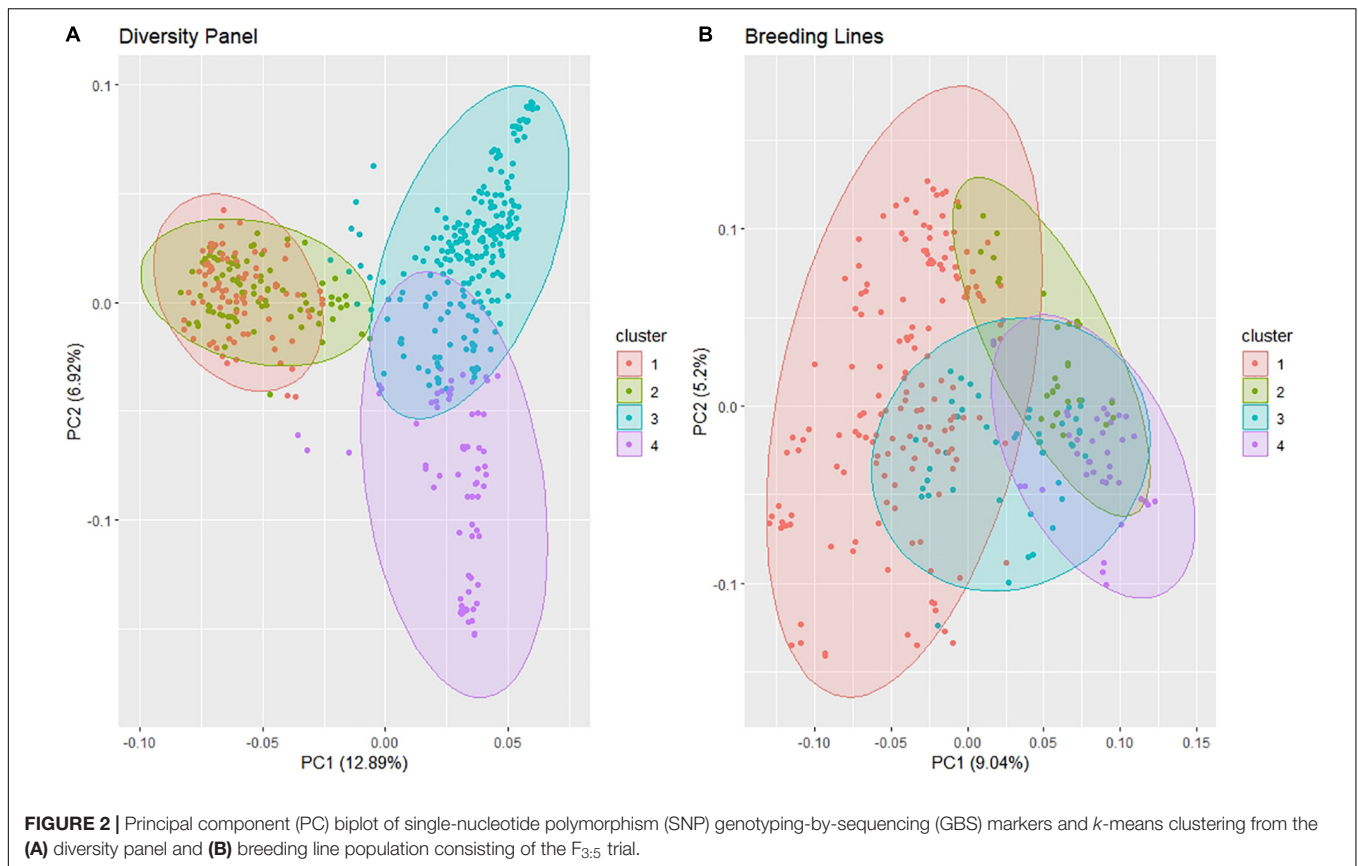 A Diversity Panel
0.1
0.0
-0.1
PC2 (6.92%)
-0.10 -0.05 0.00 0.05
PC1 (12.89%)
cluster
1
2
3
4
B Breeding Lines
0.1
0.0
-0.1
PC2 (5.2%)
-0.10 -0.05 0.00 0.05 0.10 0.15
PC1 (9.04%)
cluster
1
2
3
4
FIGURE 2 | Principal component (PC) biplot of single-nucleotide polymorphism (SNP) genotyping-by-sequencing (GBS) markers and k-means clustering from the
(A) diversity panel and (B) breeding line population consisting of the F3:5 trial.